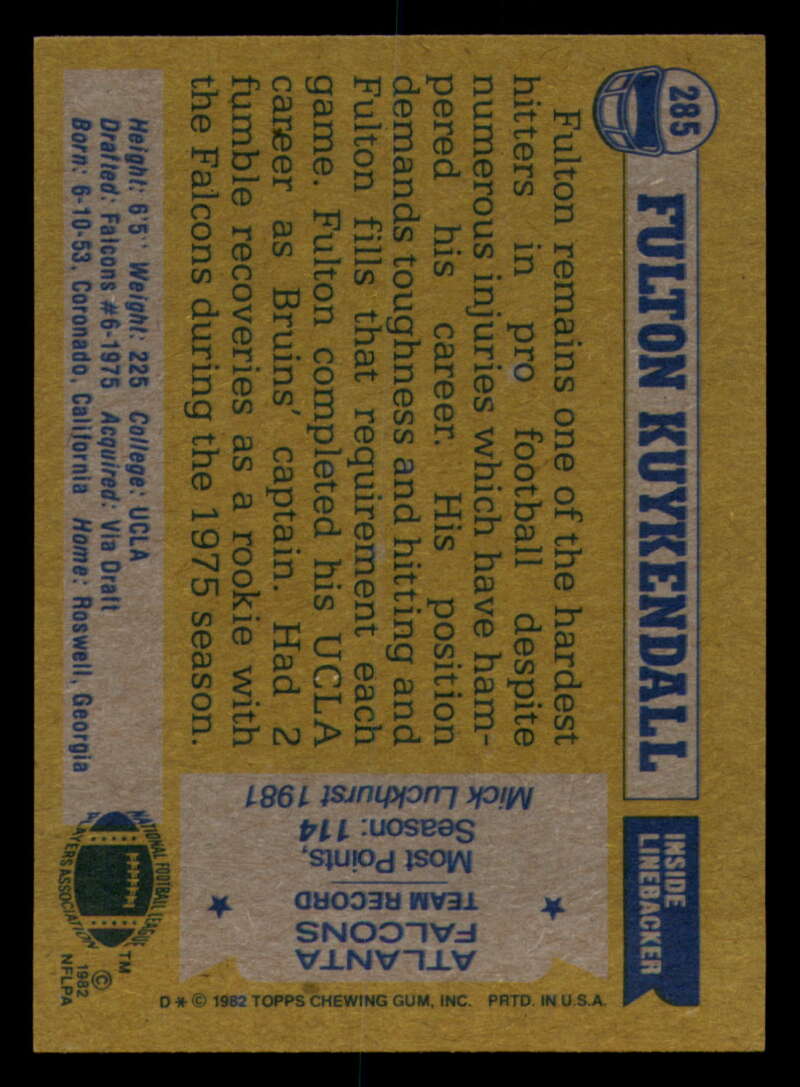 285
FULTON KUYKENDALL
INSIDE
LINEBACKER
Fulton remains one of the hardest
hitters in pro football despite
numerous injuries which have ham-
pered his career. His position
demands toughness and hitting and
Fulton fills that requirement each
game. Fulton completed his UCLA
career as Bruins' captain. Had 2
fumble recoveries as a rookie with
the Falcons during the 1975 season.
Height: 6'5" Weight: 225 College: UCLA
Drafted: Falcons #6-1975 Acquired: Via Draft
Born: 6-10-53, Coronado, California Home: Roswell, Georgia
ATLANTA
FALCONS
TEAM RECORD
Most Points,
Season: 114
Mick Luckhurst 1981
NATIONAL FOOTBALL LEAGUE
PLAYERS ASSOCIATION
TM
© 1982
NFLPA
D * © 1982 TOPPS CHEWING GUM, INC. PRTD. IN U.S.A.